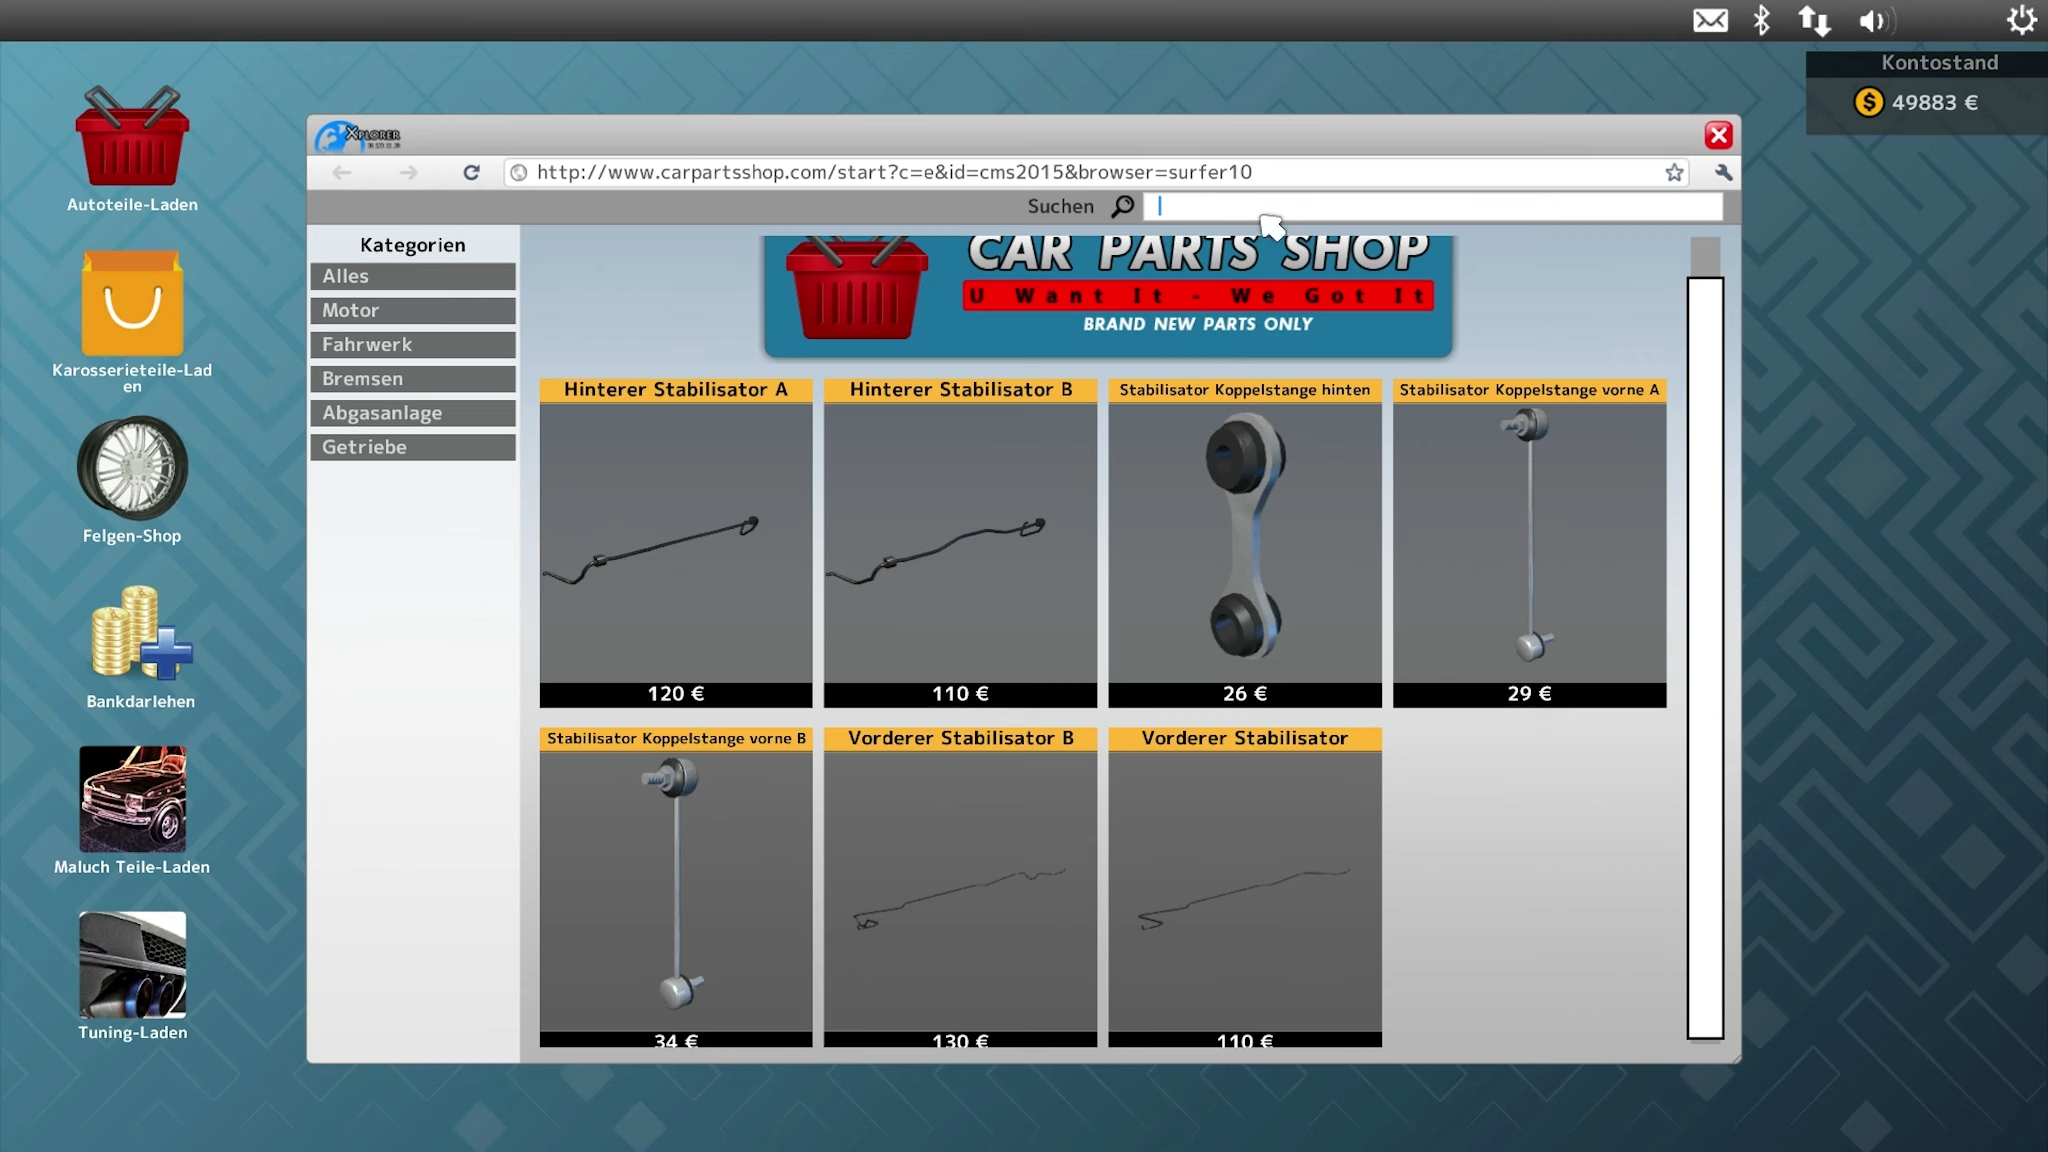 Kontostand
49883 €
Autoteile-Laden
Karosserieteile-Lad
en
Felgen-Shop
Bankdarlehen
Maluch Teile-Laden
Tuning-Laden
XPLORER
http://www.carpartsshop.com/start?c=e&id=cms2015&browser=surfer10
Suchen
Kategorien
Alles
Motor
Fahrwerk
Bremsen
Abgasanlage
Getriebe
CAR PARTS SHOP
U Want It - We Got It
BRAND NEW PARTS ONLY
Hinterer Stabilisator A
120 €
Hinterer Stabilisator B
110 €
Stabilisator Koppelstange hinten
26 €
Stabilisator Koppelstange vorne A
29 €
Stabilisator Koppelstange vorne B
34 €
Vorderer Stabilisator B
130 €
Vorderer Stabilisator
110 €